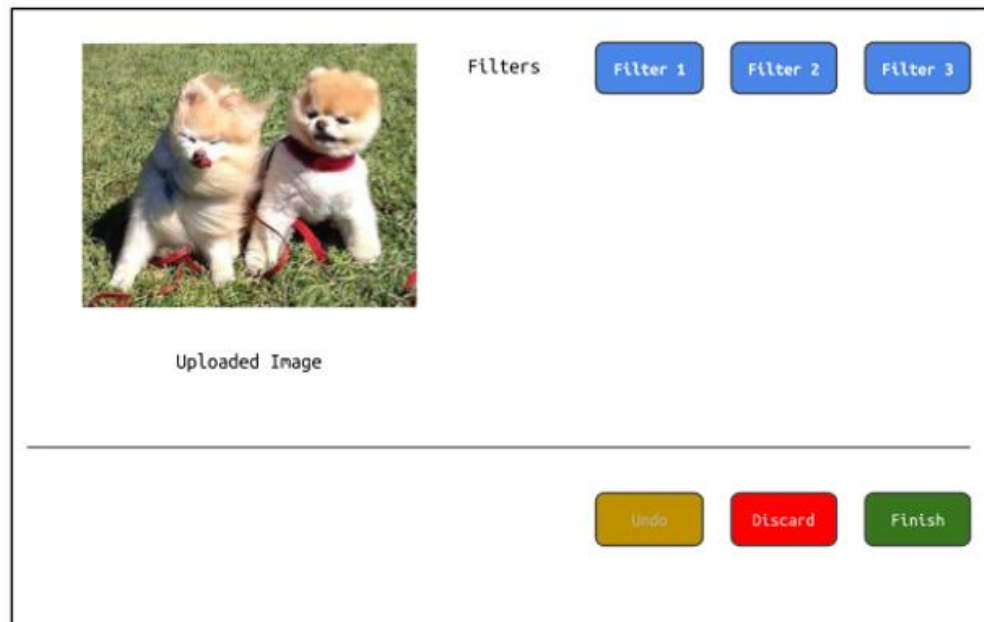 Filters
Filter 1
Filter 2
Filter 3
Uploaded Image
Undo
Discard
Finish